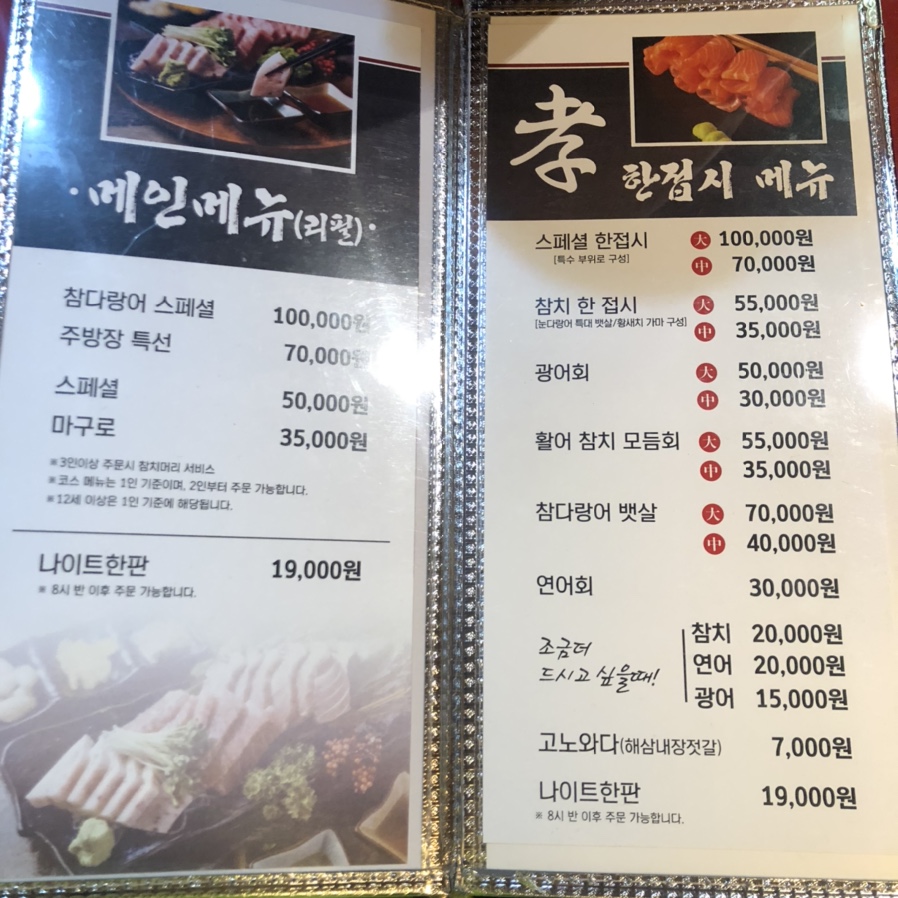 ·메인메뉴(리필)·
참다랑어 스페셜 100,000원
주방장 특선 70,000원
스페셜 50,000원
마구로 35,000원
※3인이상 주문시 참치머리 서비스
※코스 메뉴는 1인 기준이며, 2인부터 주문 가능합니다.
※12세 이상은 1인 기준에 해당됩니다.
나이트한판 19,000원
※ 8시 반 이후 주문 가능합니다.
孝 한접시 메뉴
스페셜 한접시 大 100,000원
[특수 부위로 구성] 中 70,000원
참치 한 접시 大 55,000원
[눈다랑어 특대 뱃살/황새치 가마 구성] 中 35,000원
광어회 大 50,000원
中 30,000원
활어 참치 모듬회 大 55,000원
中 35,000원
참다랑어 뱃살 大 70,000원
中 40,000원
연어회 30,000원
조금더
드시고 싶을때!
참치 20,000원
연어 20,000원
광어 15,000원
고노와다(해삼내장젓갈) 7,000원
나이트한판 19,000원
※ 8시 반 이후 주문 가능합니다.